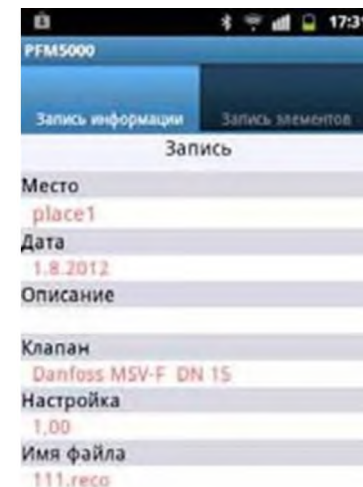 17:31
PFM5000
Запись информации Запись элементов
Запись
Место
place1
Дата
1.8.2012
Описание
Клапан
Danfoss MSV-F DN 15
Настройка
1,00
Имя файла
111.reco